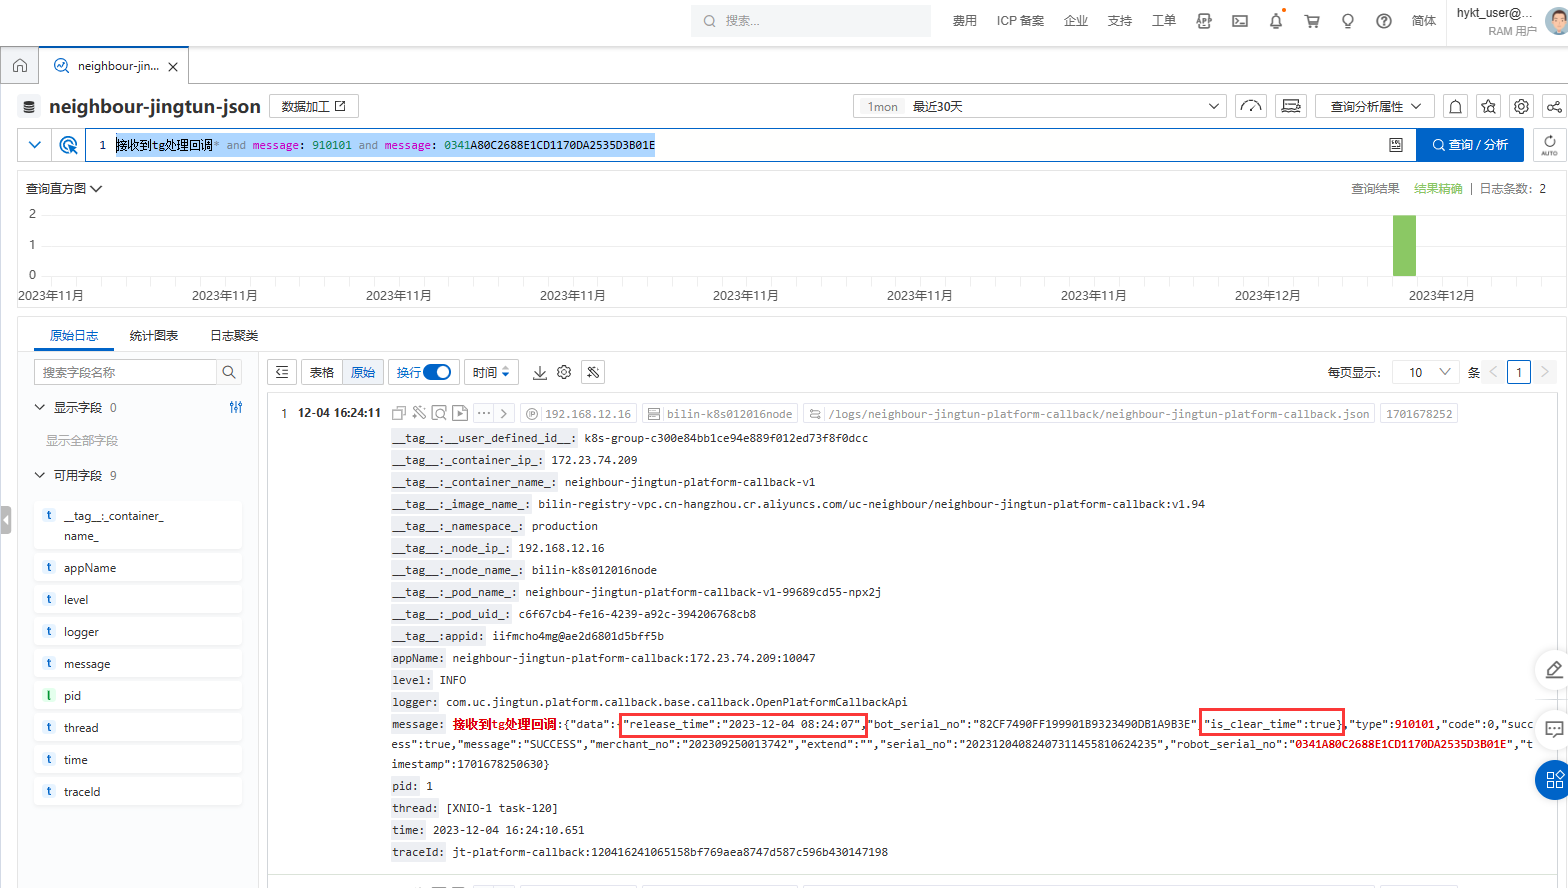 搜索...
费用 ICP 备案 企业 支持 工单 简体 hykt_user@...
RAM 用户
neighbour-jin...
neighbour-jingtun-json 数据加工 1mon 最近30天 查询分析属性
1 接收到tg处理回调* and message: 910101 and message: 0341A80C2688E1CD1170DA2535D3B01E 查询 / 分析 AUTO
查询直方图 查询结果 结果精确 | 日志条数: 2
2
1
0
2023年11月 2023年11月 2023年11月 2023年11月 2023年11月 2023年11月 2023年11月 2023年12月 2023年12月
原始日志 统计图表 日志聚类
搜索字段名称 表格 原始 换行 时间 每页显示: 10 条 1
显示字段 0
显示全部字段
可用字段 9
t __tag__:_container_
name_
t appName
t level
t logger
t message
l pid
t thread
t time
t traceId
1 12-04 16:24:11 192.168.12.16 bilin-k8s012016node /logs/neighbour-jingtun-platform-callback/neighbour-jingtun-platform-callback.json 1701678252
__tag__:__user_defined_id__: k8s-group-c300e84bb1ce94e889f012ed73f8f0dcc
__tag__:_container_ip_: 172.23.74.209
__tag__:_container_name_: neighbour-jingtun-platform-callback-v1
__tag__:_image_name_: bilin-registry-vpc.cn-hangzhou.cr.aliyuncs.com/uc-neighbour/neighbour-jingtun-platform-callback:v1.94
__tag__:_namespace_: production
__tag__:_node_ip_: 192.168.12.16
__tag__:_node_name_: bilin-k8s012016node
__tag__:_pod_name_: neighbour-jingtun-platform-callback-v1-99689cd55-npx2j
__tag__:_pod_uid_: c6f67cb4-fe16-4239-a92c-394206768cb8
__tag__:appid: iifmcho4mg@ae2d6801d5bff5b
appName: neighbour-jingtun-platform-callback:172.23.74.209:10047
level: INFO
logger: com.uc.jingtun.platform.callback.base.callback.OpenPlatformCallbackApi
message: 接收到tg处理回调:{"data":{"release_time":"2023-12-04 08:24:07","bot_serial_no":"82CF7490FF199901B9323490DB1A9B3E","is_clear_time":true},"type":910101,"code":0,"succ
ess":true,"message":"SUCCESS","merchant_no":"202309250013742","extend":"","serial_no":"20231204082407311455810624235","robot_serial_no":"0341A80C2688E1CD1170DA2535D3B01E","t
imestamp":1701678250630}
pid: 1
thread: [XNIO-1 task-120]
time: 2023-12-04 16:24:10.651
traceId: jt-platform-callback:120416241065158bf769aea8747d587c596b430147198